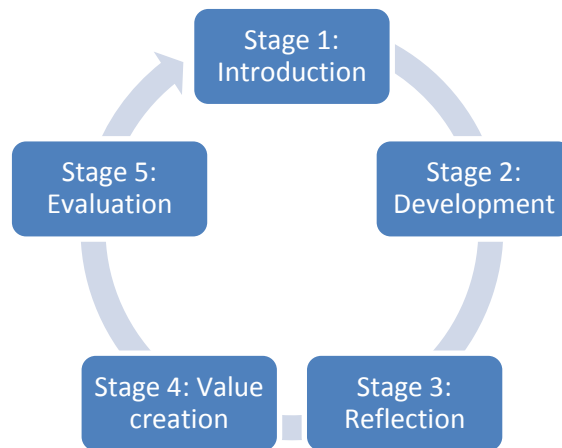 Stage 1:
Introduction
Stage 2:
Development
Stage 3:
Reflection
Stage 4: Value
creation
Stage 5:
Evaluation